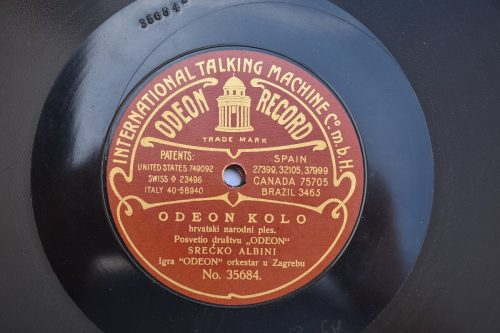 35684
INTERNATIONAL TALKING MACHINE Co. m.b.H.
ODEON RECORD
TRADE MARK
PATENTS:
UNITED STATES 749092
SWISS ✠ 23496
ITALY 40-58940
SPAIN
27399, 32105, 37999
CANADA 75705
BRAZIL 3465
ODEON KOLO
hrvatski narodni ples.
Posvetio društvu „ODEON“
SREĆKO ALBINI
Igra “ODEON” orkestar u Zagrebu
No. 35684.